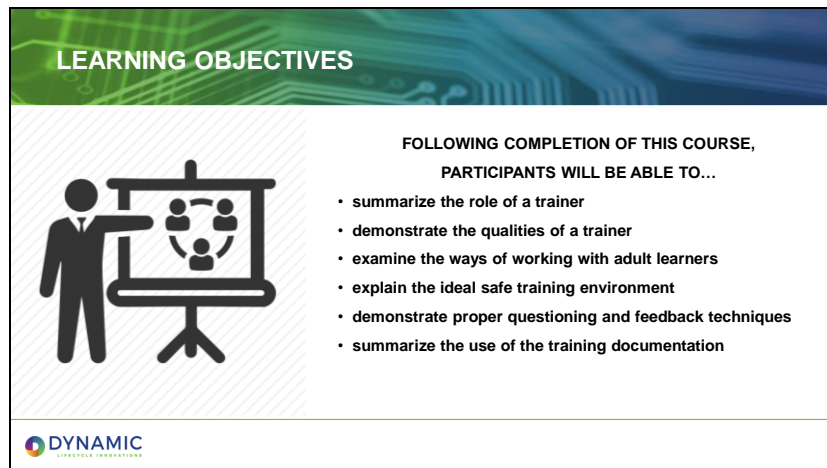 LEARNING OBJECTIVES
FOLLOWING COMPLETION OF THIS COURSE,
PARTICIPANTS WILL BE ABLE TO…
• summarize the role of a trainer
• demonstrate the qualities of a trainer
• examine the ways of working with adult learners
• explain the ideal safe training environment
• demonstrate proper questioning and feedback techniques
• summarize the use of the training documentation
DYNAMIC
LIFECYCLE INNOVATIONS